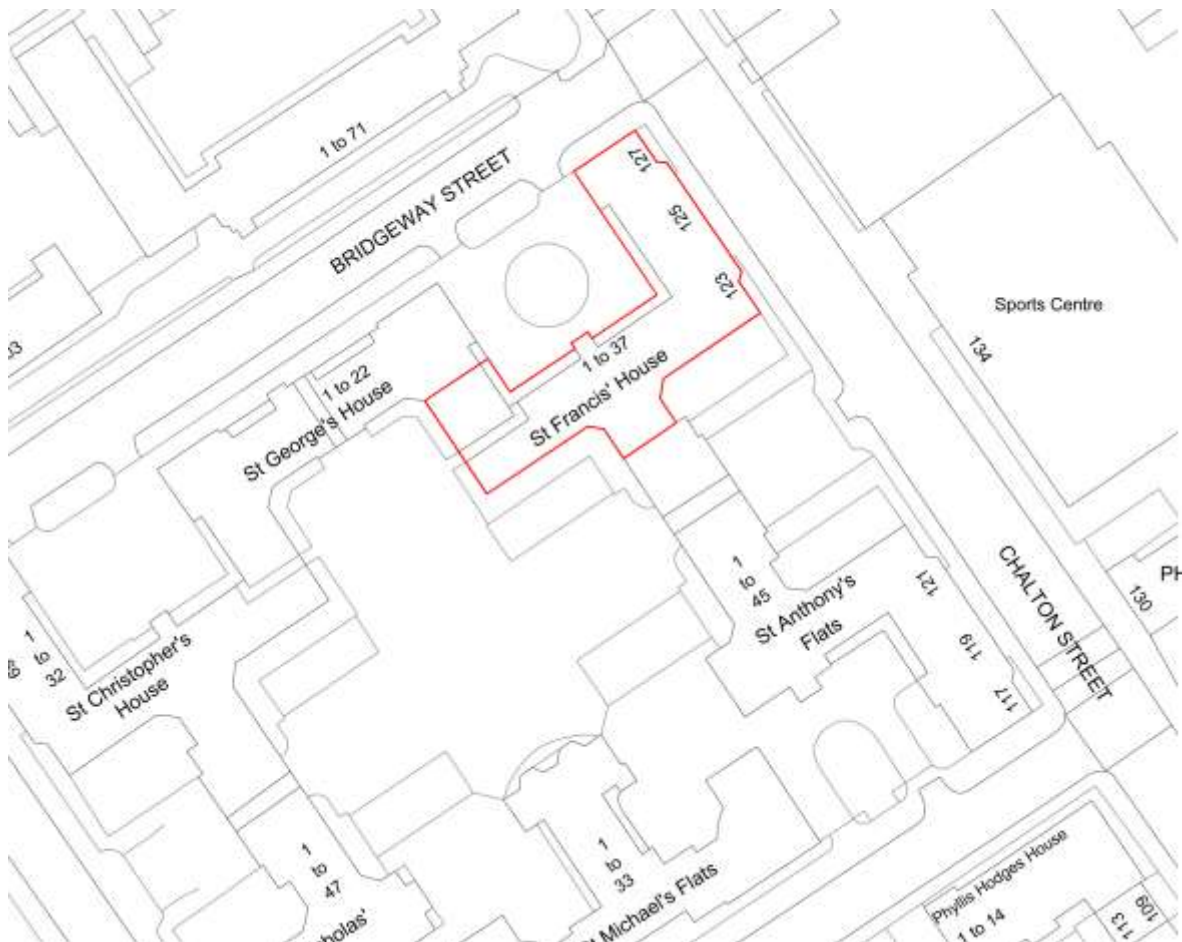 1 to 71
BRIDGEWAY STREET
127
125
123
Sports Centre
134
1 to 37
St Francis' House
1 to 22
St George's House
1
to
45
St Anthony's
Flats
121
119
117
CHALTON STREET
130
PH
1
to
32
St Christopher's
House
1
to
47
1
to
33
Michael's Flats
Phyllis Hodges House
1 to 14
113
109